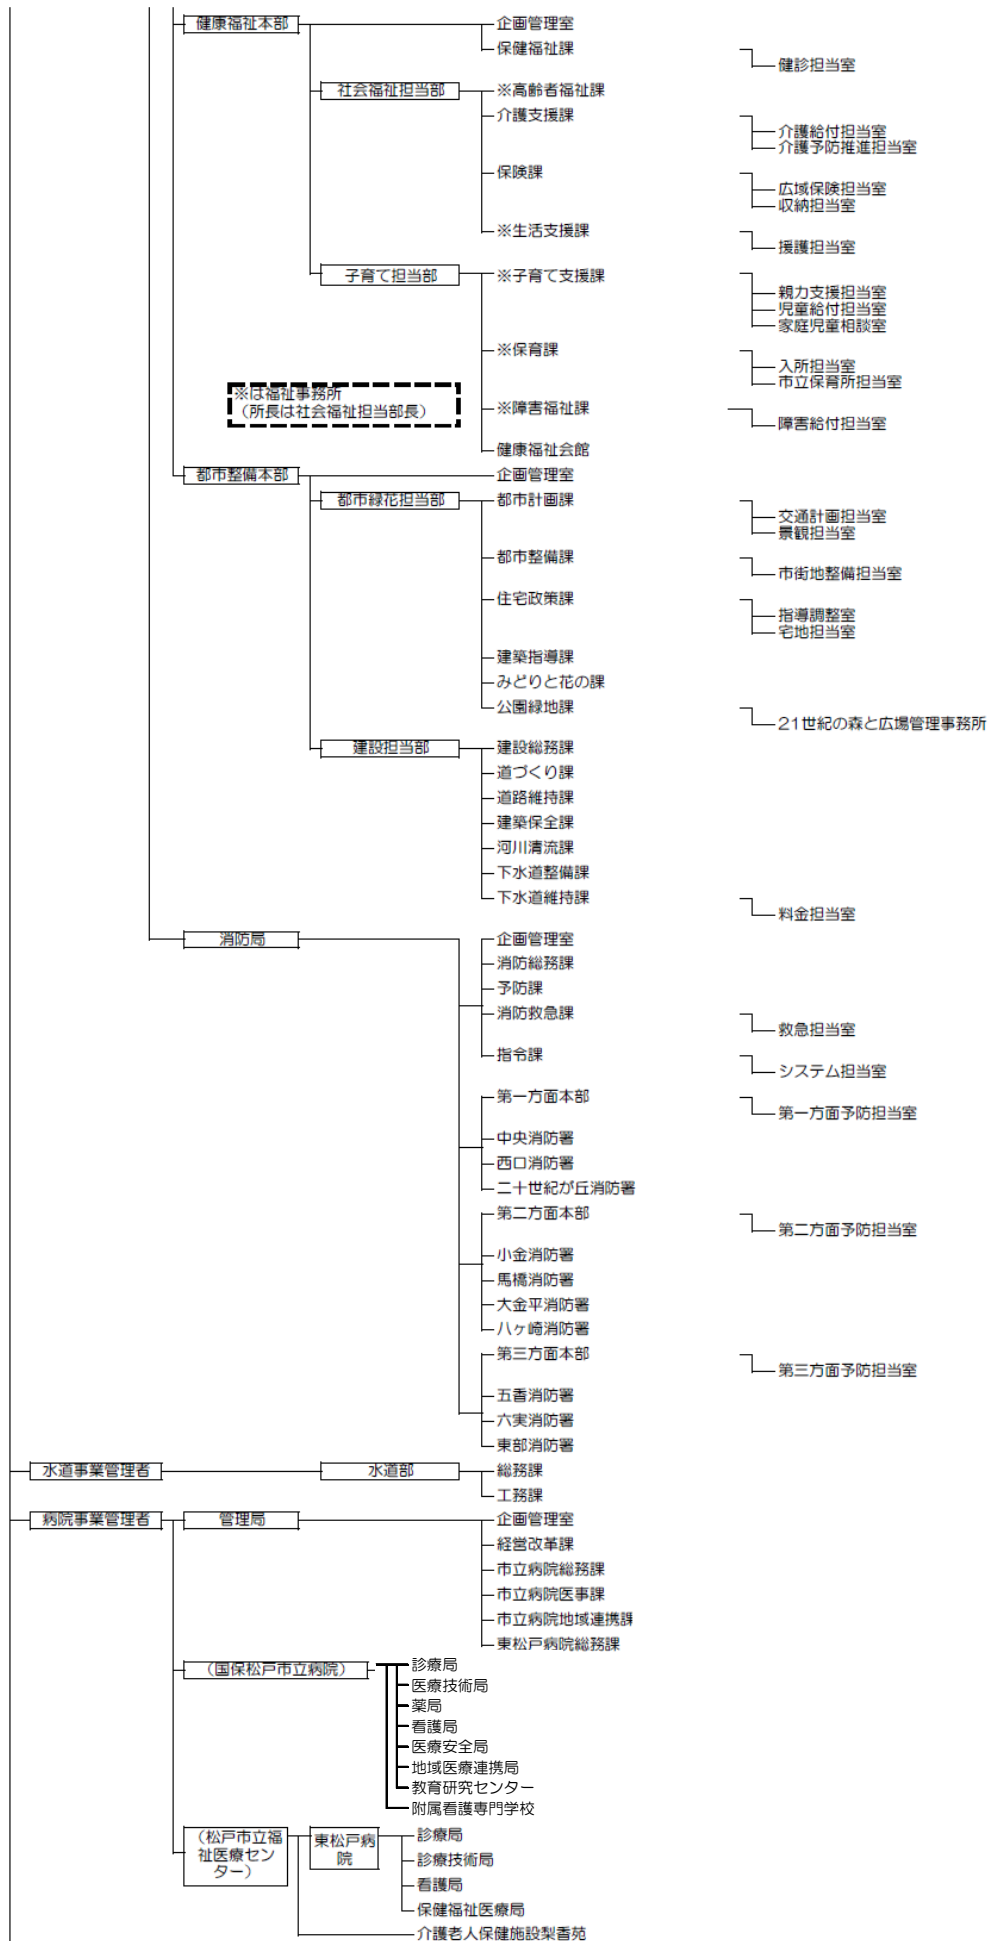 健康福祉本部
企画管理室
保健福祉課
健診担当室
社会福祉担当部
※高齢者福祉課
介護支援課
介護給付担当室
介護予防推進担当室
保険課
広域保険担当室
収納担当室
※生活支援課
援護担当室
子育て担当部
※子育て支援課
親力支援担当室
児童給付担当室
家庭児童相談室
※保育課
入所担当室
市立保育所担当室
※は福祉事務所
（所長は社会福祉担当部長）
※障害福祉課
障害給付担当室
健康福祉会館
都市整備本部
企画管理室
都市緑花担当部
都市計画課
交通計画担当室
景観担当室
都市整備課
市街地整備担当室
住宅政策課
指導調整室
宅地担当室
建築指導課
みどりと花の課
公園緑地課
21世紀の森と広場管理事務所
建設担当部
建設総務課
道づくり課
道路維持課
建築保全課
河川清流課
下水道整備課
下水道維持課
料金担当室
消防局
企画管理室
消防総務課
予防課
消防救急課
救急担当室
指令課
システム担当室
第一方面本部
第一方面予防担当室
中央消防署
西口消防署
二十世紀が丘消防署
第二方面本部
第二方面予防担当室
小金消防署
馬橋消防署
大金平消防署
八ヶ崎消防署
第三方面本部
第三方面予防担当室
五香消防署
六実消防署
東部消防署
水道事業管理者
水道部
総務課
工務課
病院事業管理者
管理局
企画管理室
経営改革課
市立病院総務課
市立病院医事課
市立病院地域連携課
東松戸病院総務課
（国保松戸市立病院）
診療局
医療技術局
薬局
看護局
医療安全局
地域医療連携局
教育研究センター
附属看護専門学校
（松戸市立福
祉医療セン
ター）
東松戸病
院
診療局
診療技術局
看護局
保健福祉医療局
介護老人保健施設梨香苑